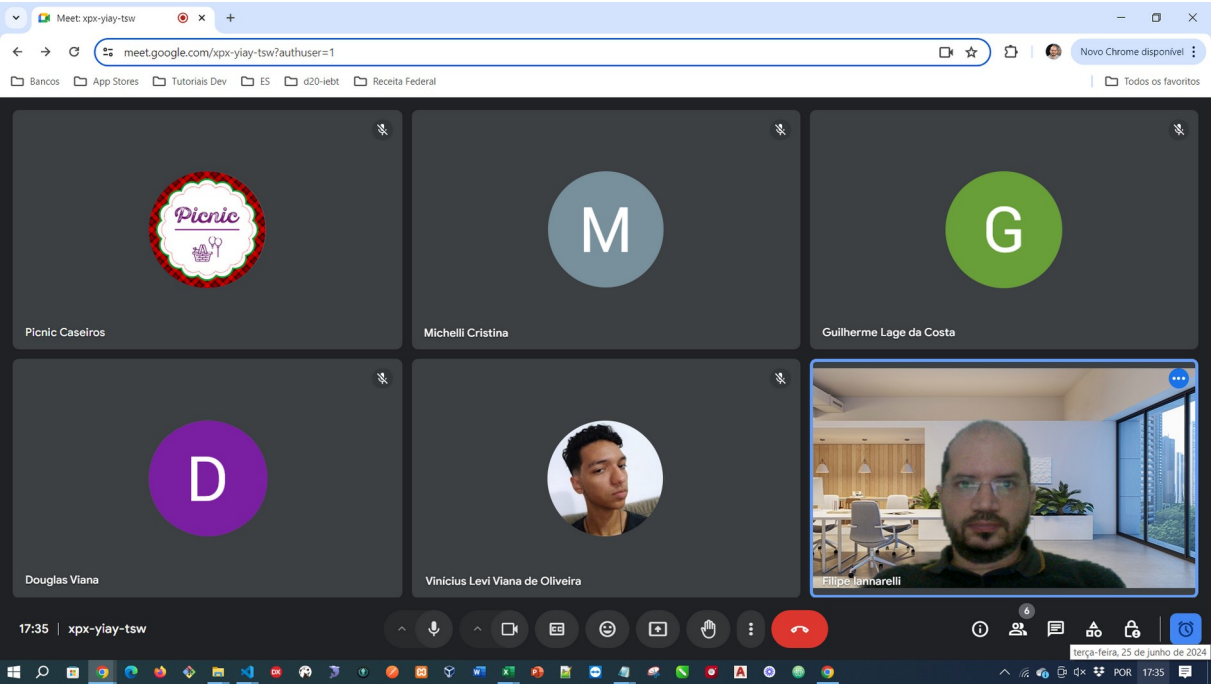 Meet: xpx-yiay-tsw
meet.google.com/xpx-yiay-tsw?authuser=1
Novo Chrome disponível
Bancos App Stores Tutoriais Dev ES d20-iebt Receita Federal
Todos os favoritos
Picnic
Picnic Caseiros
M
Michelli Cristina
G
Guilherme Lage da Costa
D
Douglas Viana
Vinícius Levi Viana de Oliveira
Filipe Iannarelli
17:35 | xpx-yiay-tsw
CC
6
terça-feira, 25 de junho de 2024
POR 17:35